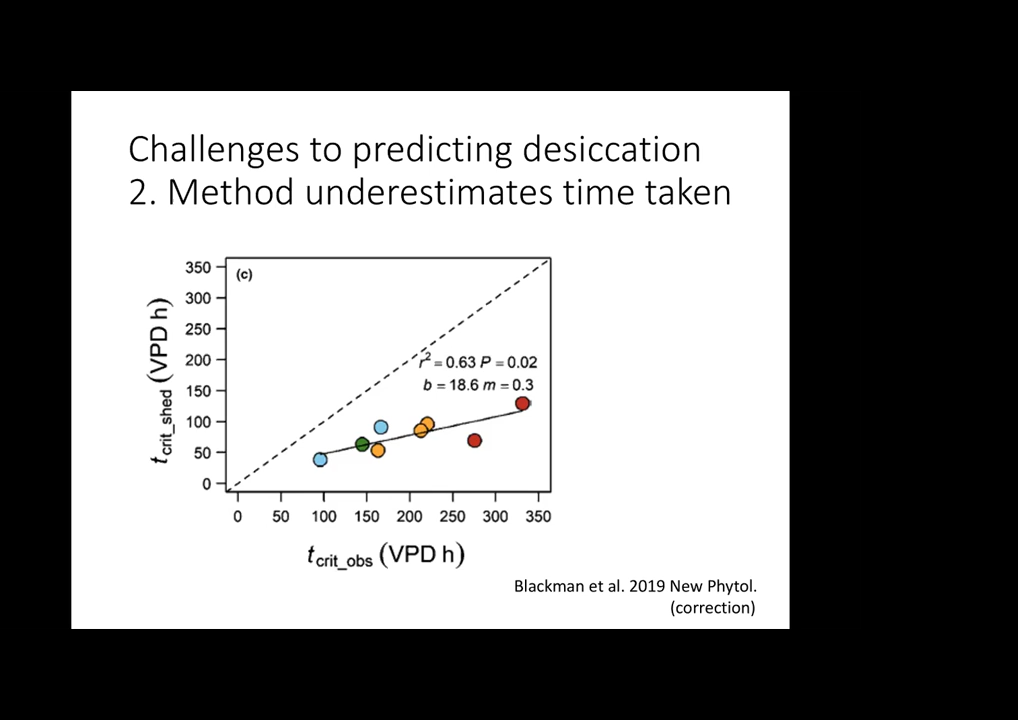 Challenges to predicting desiccation
2. Method underestimates time taken
(c)
350
300
250
200
150
100
50
0
t crit_shed (VPD h)
r² = 0.63 P = 0.02
b = 18.6 m = 0.3
0 50 100 150 200 250 300 350
t crit_obs (VPD h)
Blackman et al. 2019 New Phytol.
(correction)